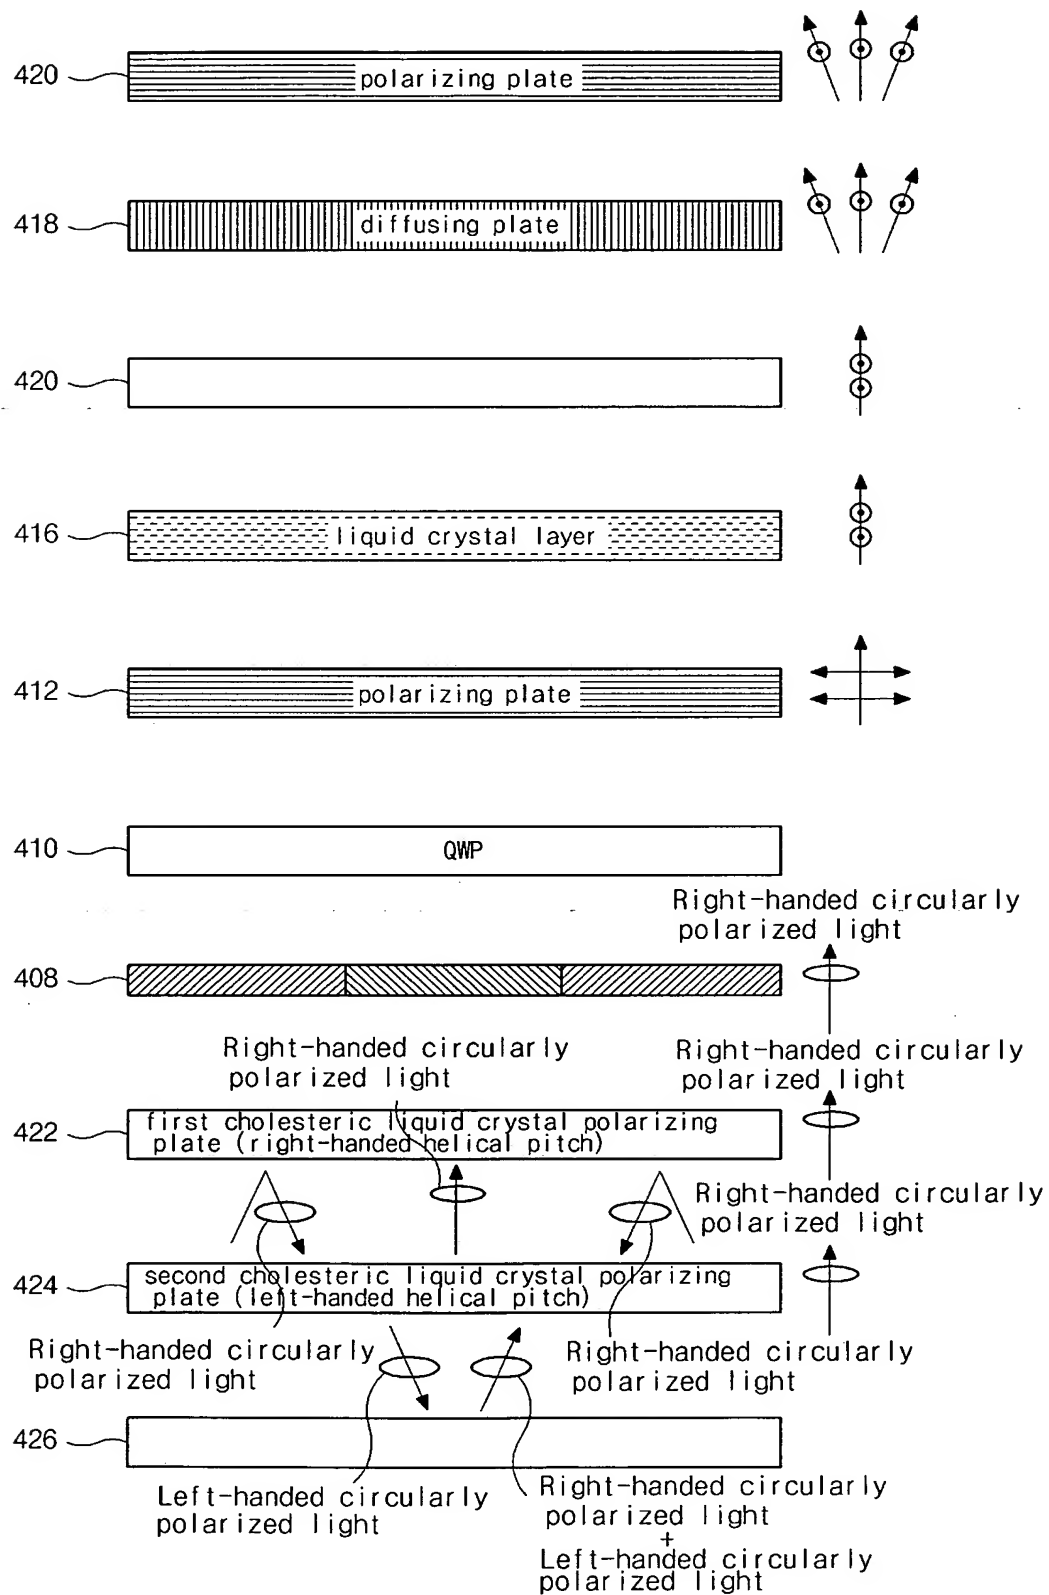 420
polarizing plate
418
diffusing plate
420
416
liquid crystal layer
412
polarizing plate
410
QWP
Right-handed circularly
polarized light
408
Right-handed circularly
polarized light
Right-handed circularly
polarized light
422
first cholesteric liquid crystal polarizing
plate (right-handed helical pitch)
Right-handed circularly
polarized light
424
second cholesteric liquid crystal polarizing
plate (left-handed helical pitch)
Right-handed circularly
polarized light
Right-handed circularly
polarized light
426
Left-handed circularly
polarized light
Right-handed circularly
polarized light
+
Left-handed circularly
polarized light